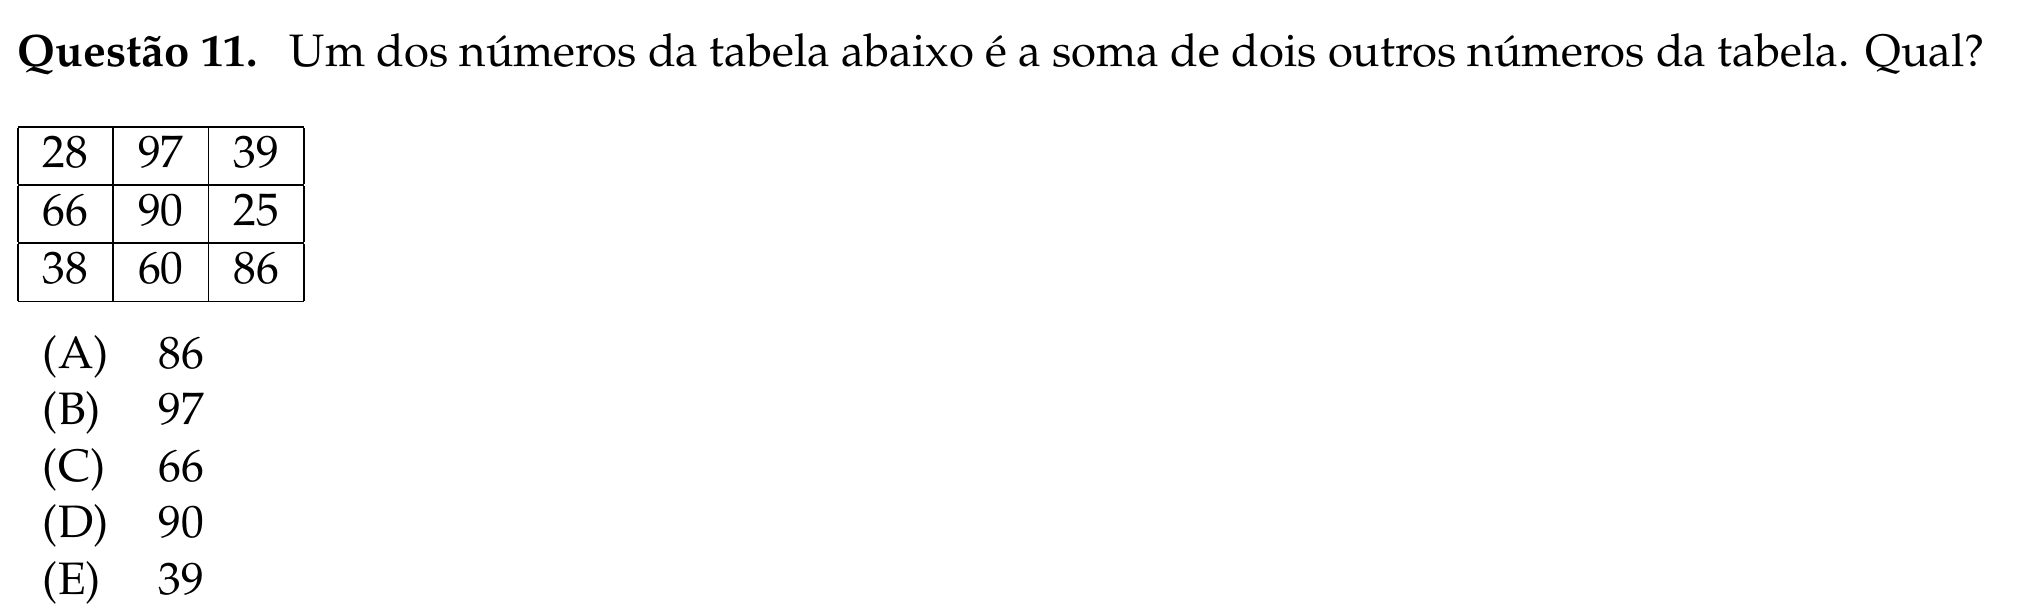 Questão 11. Um dos números da tabela abaixo é a soma de dois outros números da tabela. Qual?
28 97 39
66 90 25
38 60 86
(A) 86
(B) 97
(C) 66
(D) 90
(E) 39